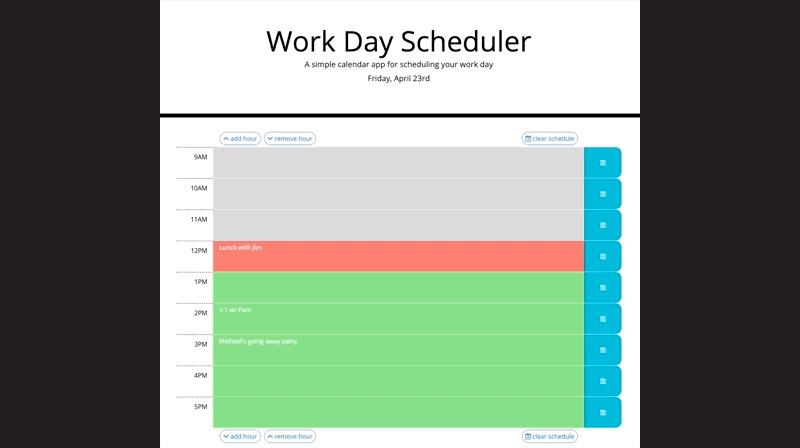 Work Day Scheduler
A simple calendar app for scheduling your work day
Friday, April 23rd
add hour remove hour clear schedule
9AM
10AM
11AM
12PM Lunch with Jim
1PM
2PM 1:1 w/ Pam
3PM Michael's going away party
4PM
5PM
add hour remove hour clear schedule